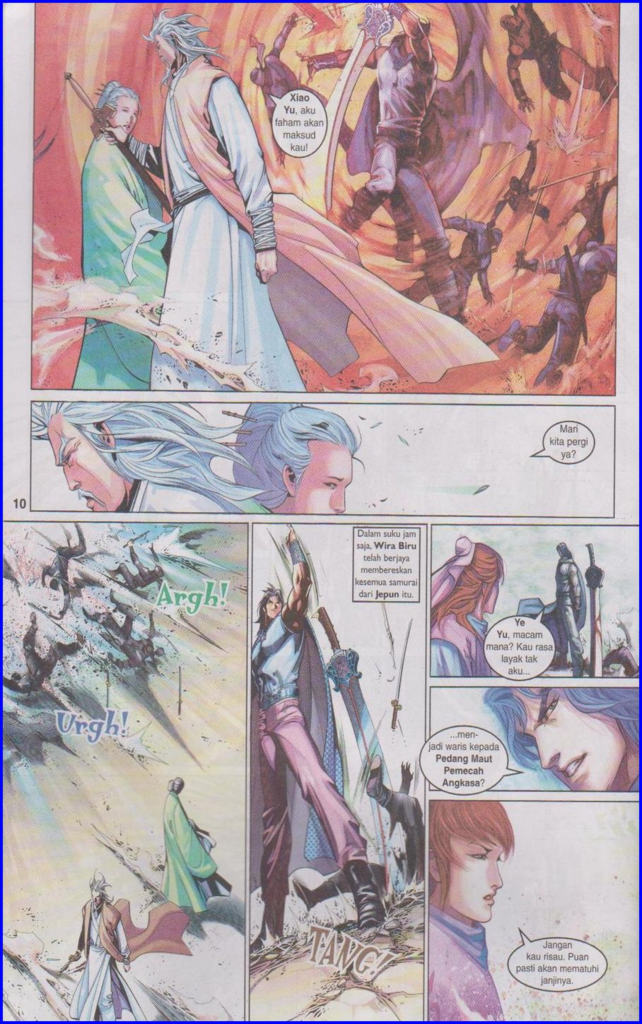 Xiao
Yu, aku
faham akan
maksud
kau!
Mari
kita pergi
ya?
10
Argh!
Urgh!
Dalam suku jam
saja, Wira Biru
telah berjaya
membereskan
kesemua samurai
dari Jepun itu.
TANG!
Ye
Yu, macam
mana? Kau rasa
layak tak
aku...
...men-
jadi waris kepada
Pedang Maut
Pemecah
Angkasa?
Jangan
kau risau. Puan
pasti akan mematuhi
janjinya.